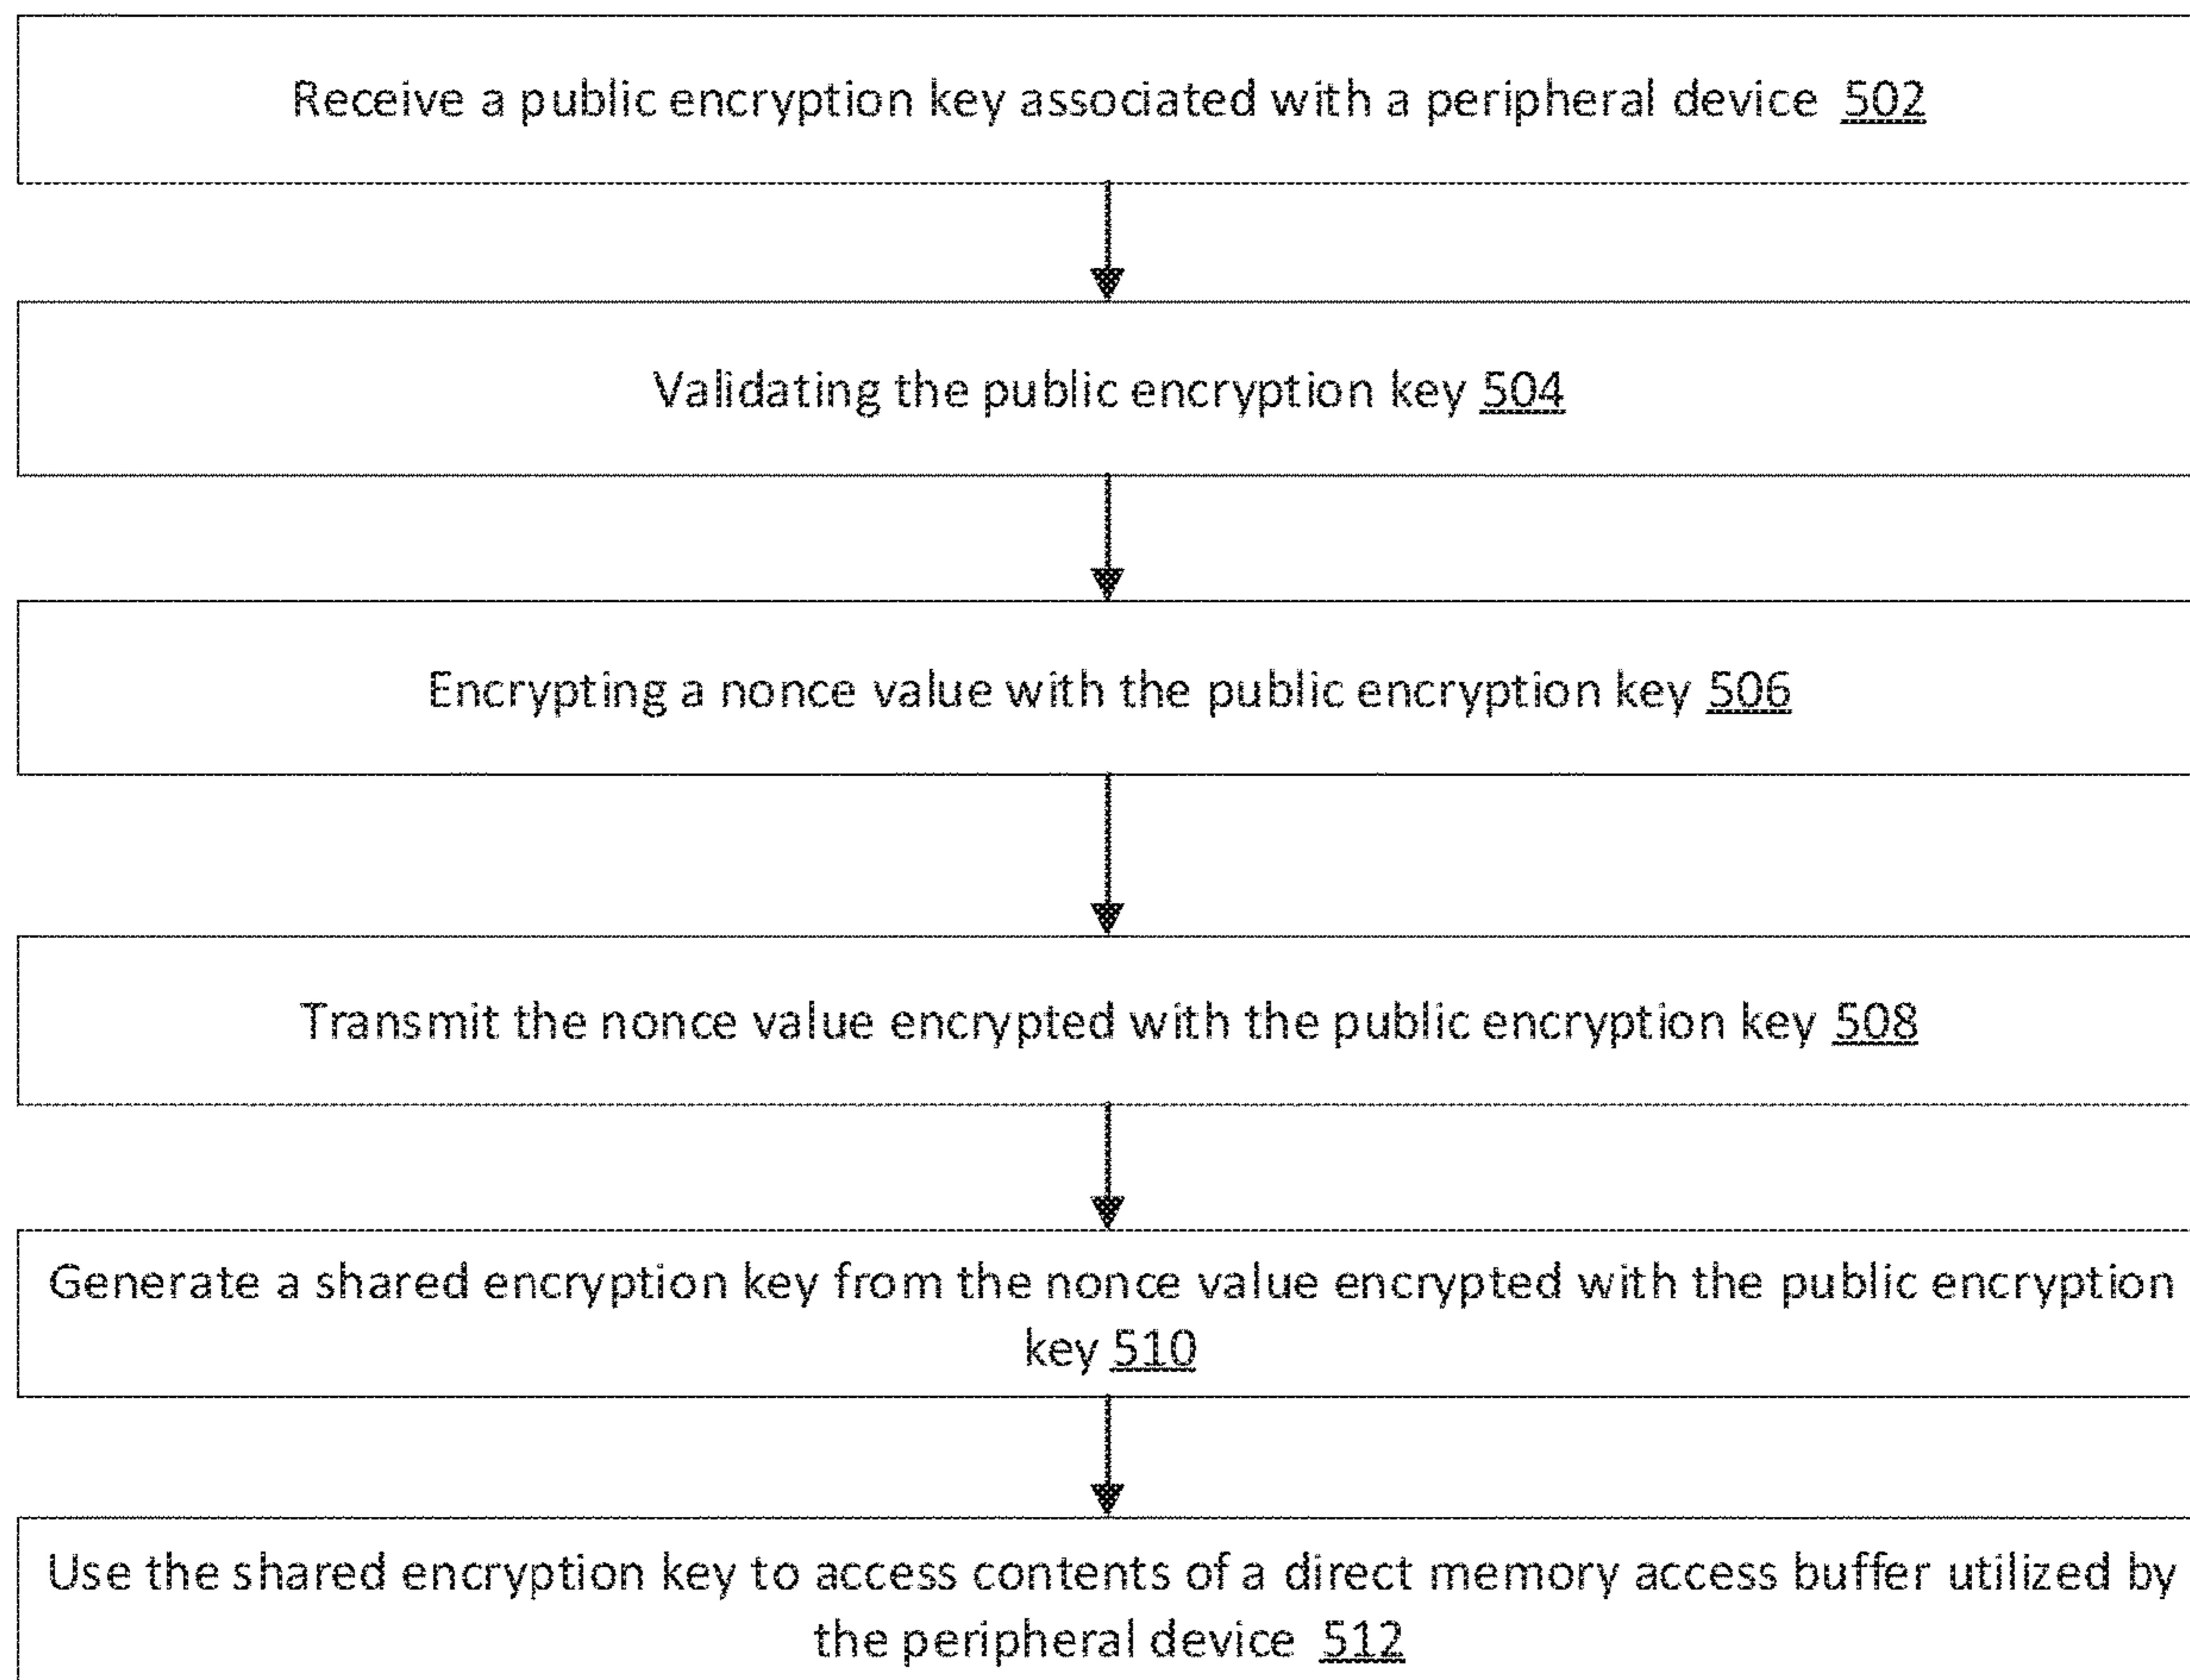 Receive a public encryption key associated with a peripheral device 502
Validating the public encryption key 504
Encrypting a nonce value with the public encryption key 506
Transmit the nonce value encrypted with the public encryption key 508
Generate a shared encryption key from the nonce value encrypted with the public encryption
key 510
Use the shared encryption key to access contents of a direct memory access buffer utilized by
the peripheral device 512